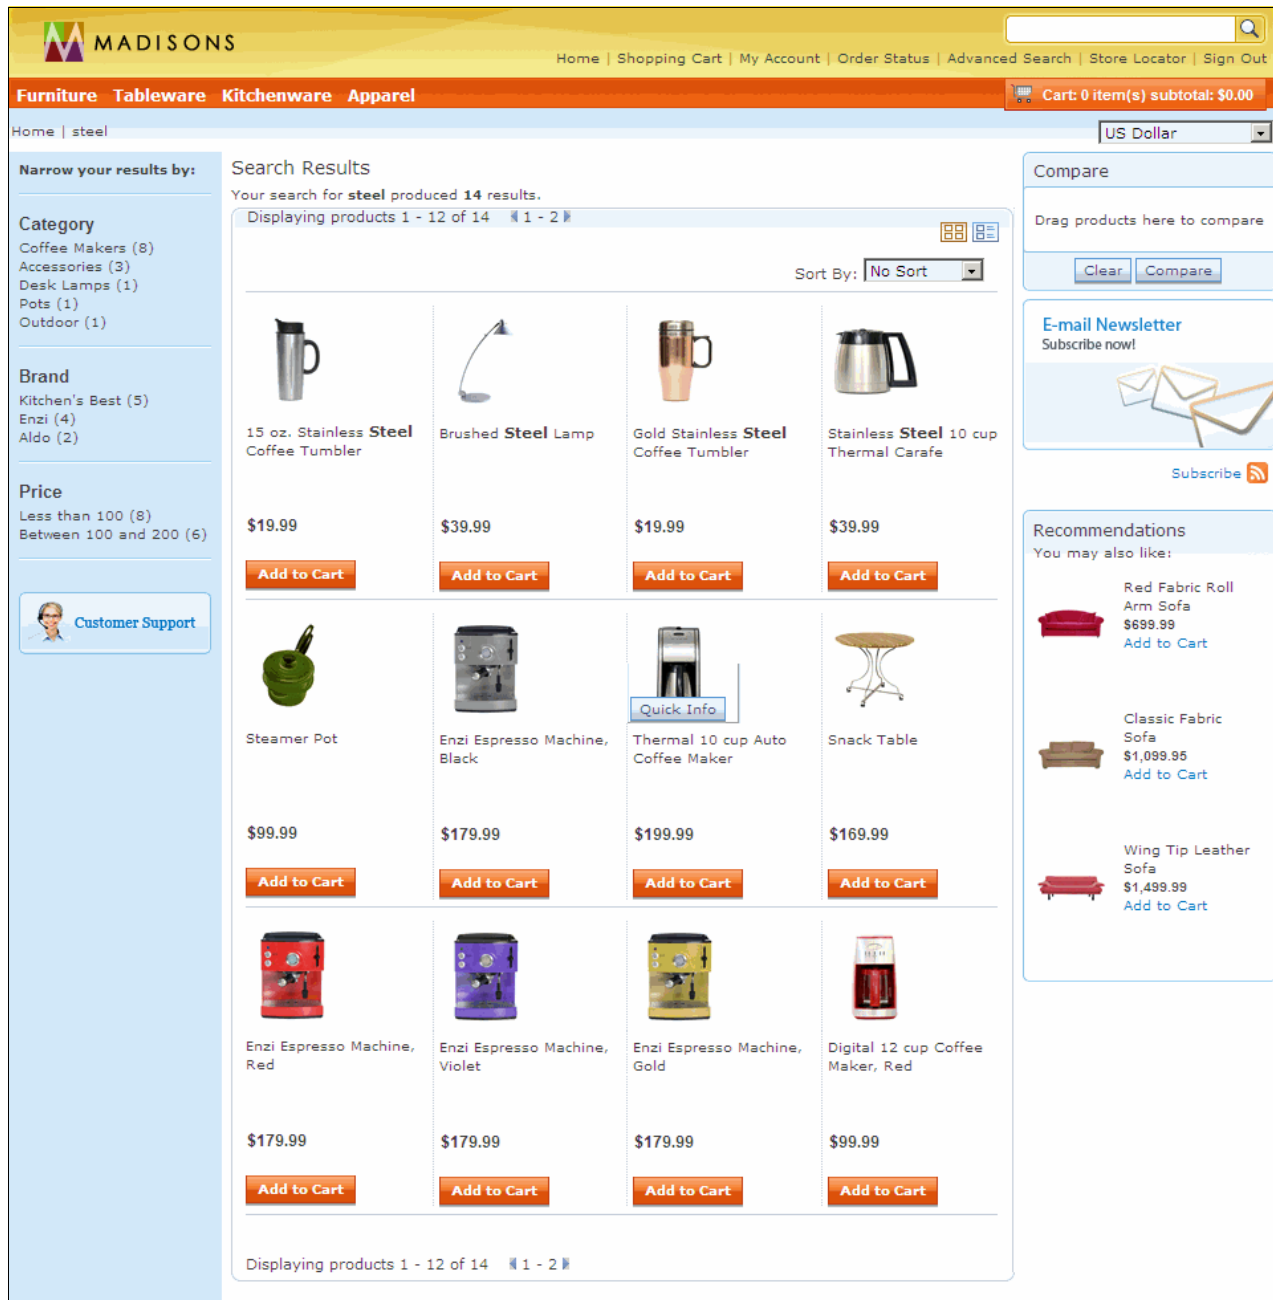 MADISONS
Home | Shopping Cart | My Account | Order Status | Advanced Search | Store Locator | Sign Out
Furniture Tableware Kitchenware Apparel
Cart: 0 item(s) subtotal: $0.00
Home | steel
US Dollar
Narrow your results by:
Category
Coffee Makers (8)
Accessories (3)
Desk Lamps (1)
Pots (1)
Outdoor (1)
Brand
Kitchen's Best (5)
Enzi (4)
Aldo (2)
Price
Less than 100 (8)
Between 100 and 200 (6)
Customer Support
Search Results
Your search for steel produced 14 results.
Displaying products 1 - 12 of 14 1 - 2
Sort By: No Sort
15 oz. Stainless Steel
Coffee Tumbler
$19.99
Add to Cart
Brushed Steel Lamp
$39.99
Add to Cart
Gold Stainless Steel
Coffee Tumbler
$19.99
Add to Cart
Stainless Steel 10 cup
Thermal Carafe
$39.99
Add to Cart
Steamer Pot
$99.99
Add to Cart
Enzi Espresso Machine,
Black
$179.99
Add to Cart
Quick Info
Thermal 10 cup Auto
Coffee Maker
$199.99
Add to Cart
Snack Table
$169.99
Add to Cart
Enzi Espresso Machine,
Red
$179.99
Add to Cart
Enzi Espresso Machine,
Violet
$179.99
Add to Cart
Enzi Espresso Machine,
Gold
$179.99
Add to Cart
Digital 12 cup Coffee
Maker, Red
$99.99
Add to Cart
Displaying products 1 - 12 of 14 1 - 2
Compare
Drag products here to compare
Clear Compare
E-mail Newsletter
Subscribe now!
Subscribe
Recommendations
You may also like:
Red Fabric Roll
Arm Sofa
$699.99
Add to Cart
Classic Fabric
Sofa
$1,099.95
Add to Cart
Wing Tip Leather
Sofa
$1,499.99
Add to Cart